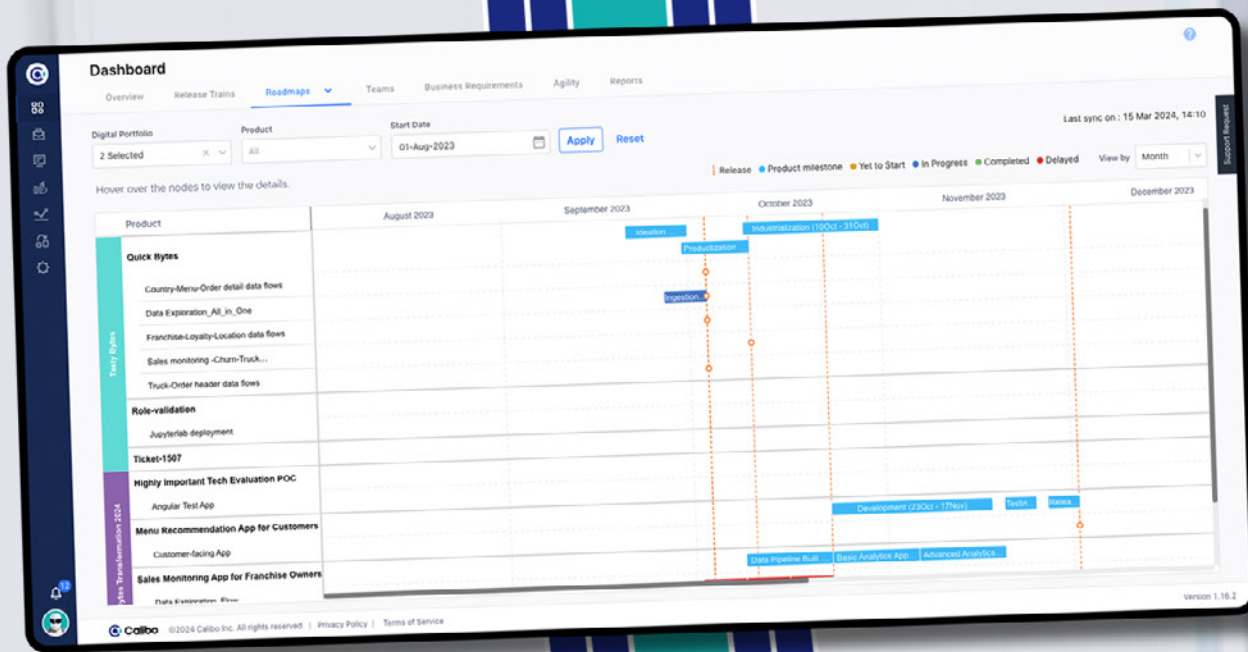 Dashboard
Overview
Release Trains
Roadmaps
Teams
Business Requirements
Agility
Reports
Last sync on : 15 Mar 2024, 14:10
Support Request
Digital Portfolio
Product
Start Date
2 Selected
All
01-Aug-2023
Apply
Reset
Hover over the nodes to view the details.
Release
Product milestone
Yet to Start
In Progress
Completed
Delayed
View by
Month
Product
August 2023
September 2023
October 2023
November 2023
December 2023
Tasty Bytes
Quick Bytes
Ideation ...
Industrialization (10Oct - 31Oct)
Productization
Country-Menu-Order detail data flows
Data Exploration_All_in_One
Ingestion...
Franchise-Loyalty-Location data flows
Sales monitoring -Churn-Truck...
Truck-Order header data flows
Role-validation
Jupyterlab deployment
Ticket-1507
ytes Transformation 2024
Highly Important Tech Evaluation POC
Angular Test App
Development (23Oct - 17Nov)
Testin...
Relea...
Menu Recommendation App for Customers
Customer-facing App
Data Pipeline Built ...
Basic Analytics App ...
Advanced Analytics ...
Sales Monitoring App for Franchise Owners
Data Exploration_Flow
12
Calibo
©2024 Calibo Inc. All rights reserved. | Privacy Policy | Terms of Service
Version 1.16.2